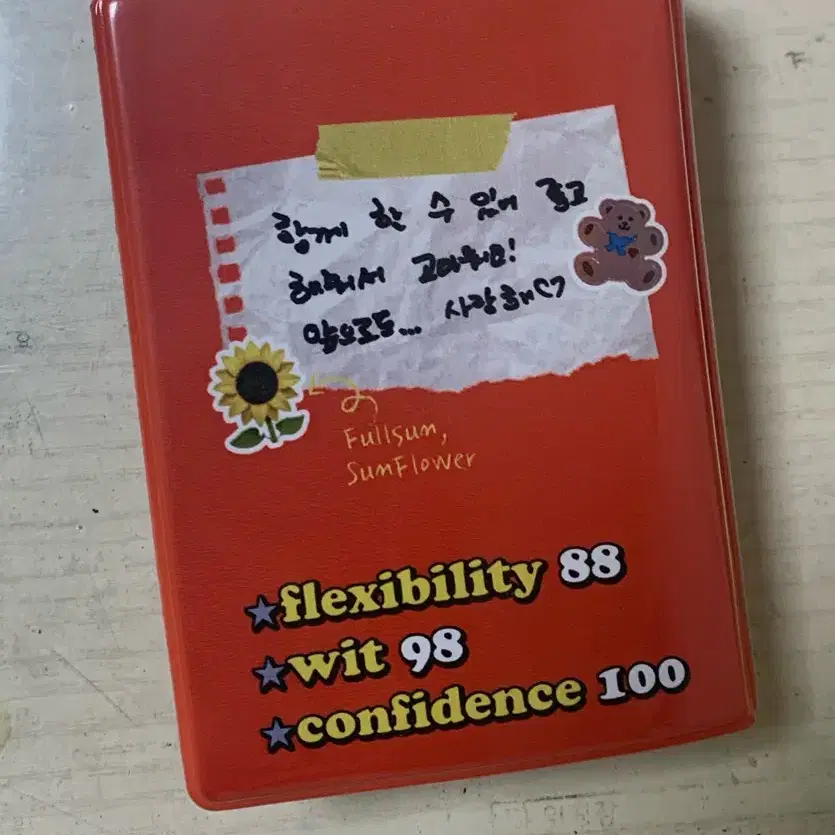 함께 할 수 있어 좋고
해줘서 고마워요!
앞으로도... 사랑해♡
Fullsun,
SunFlower
★flexibility 88
★wit 98
★confidence 100